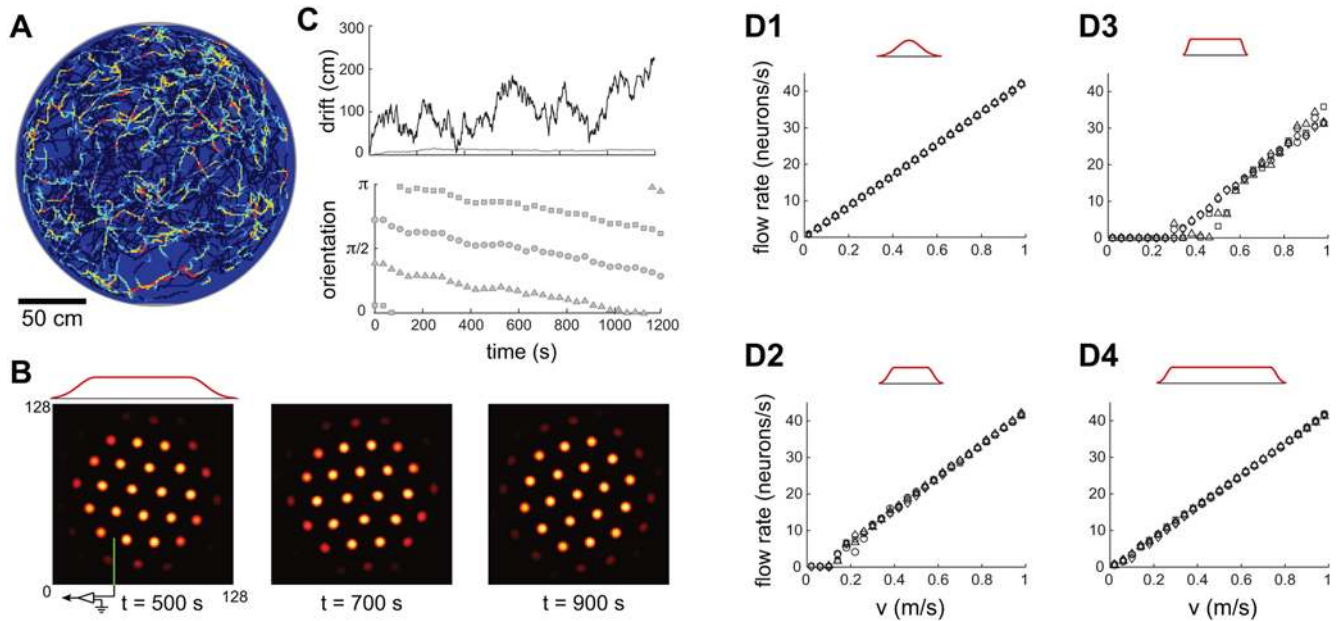 A
50 cm
C
300
200
100
0
drift (cm)
π
π/2
0
orientation
0 200 400 600 800 1000 1200
time (s)
B
128
0
128
t = 500 s
t = 700 s
t = 900 s
D1
40
30
20
10
0
flow rate (neurons/s)
0 0.2 0.4 0.6 0.8 1
D3
40
30
20
10
0
0 0.2 0.4 0.6 0.8 1
D2
40
30
20
10
0
flow rate (neurons/s)
0 0.2 0.4 0.6 0.8 1
v (m/s)
D4
40
30
20
10
0
0 0.2 0.4 0.6 0.8 1
v (m/s)